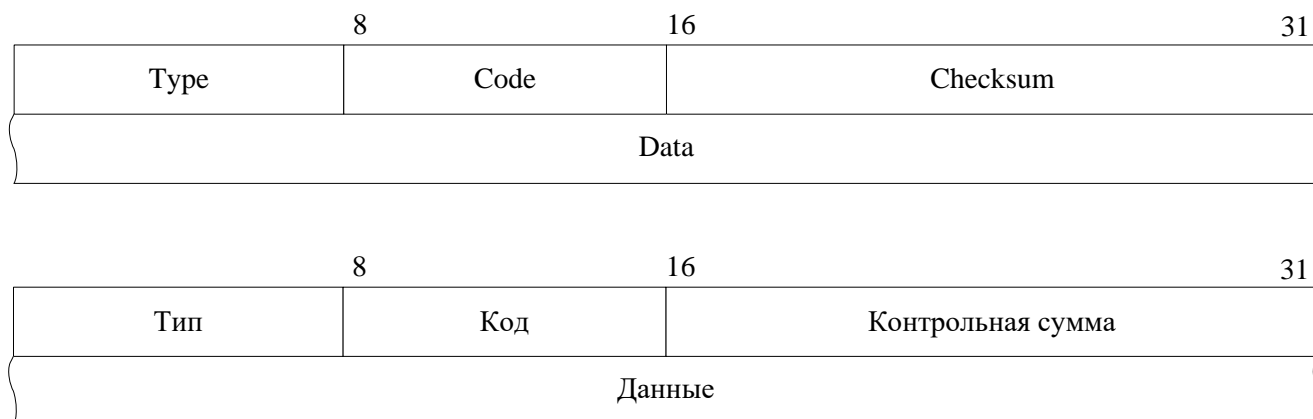 8 16 31
Type Code Checksum
Data
8 16 31
Тип Код Контрольная сумма
Данные